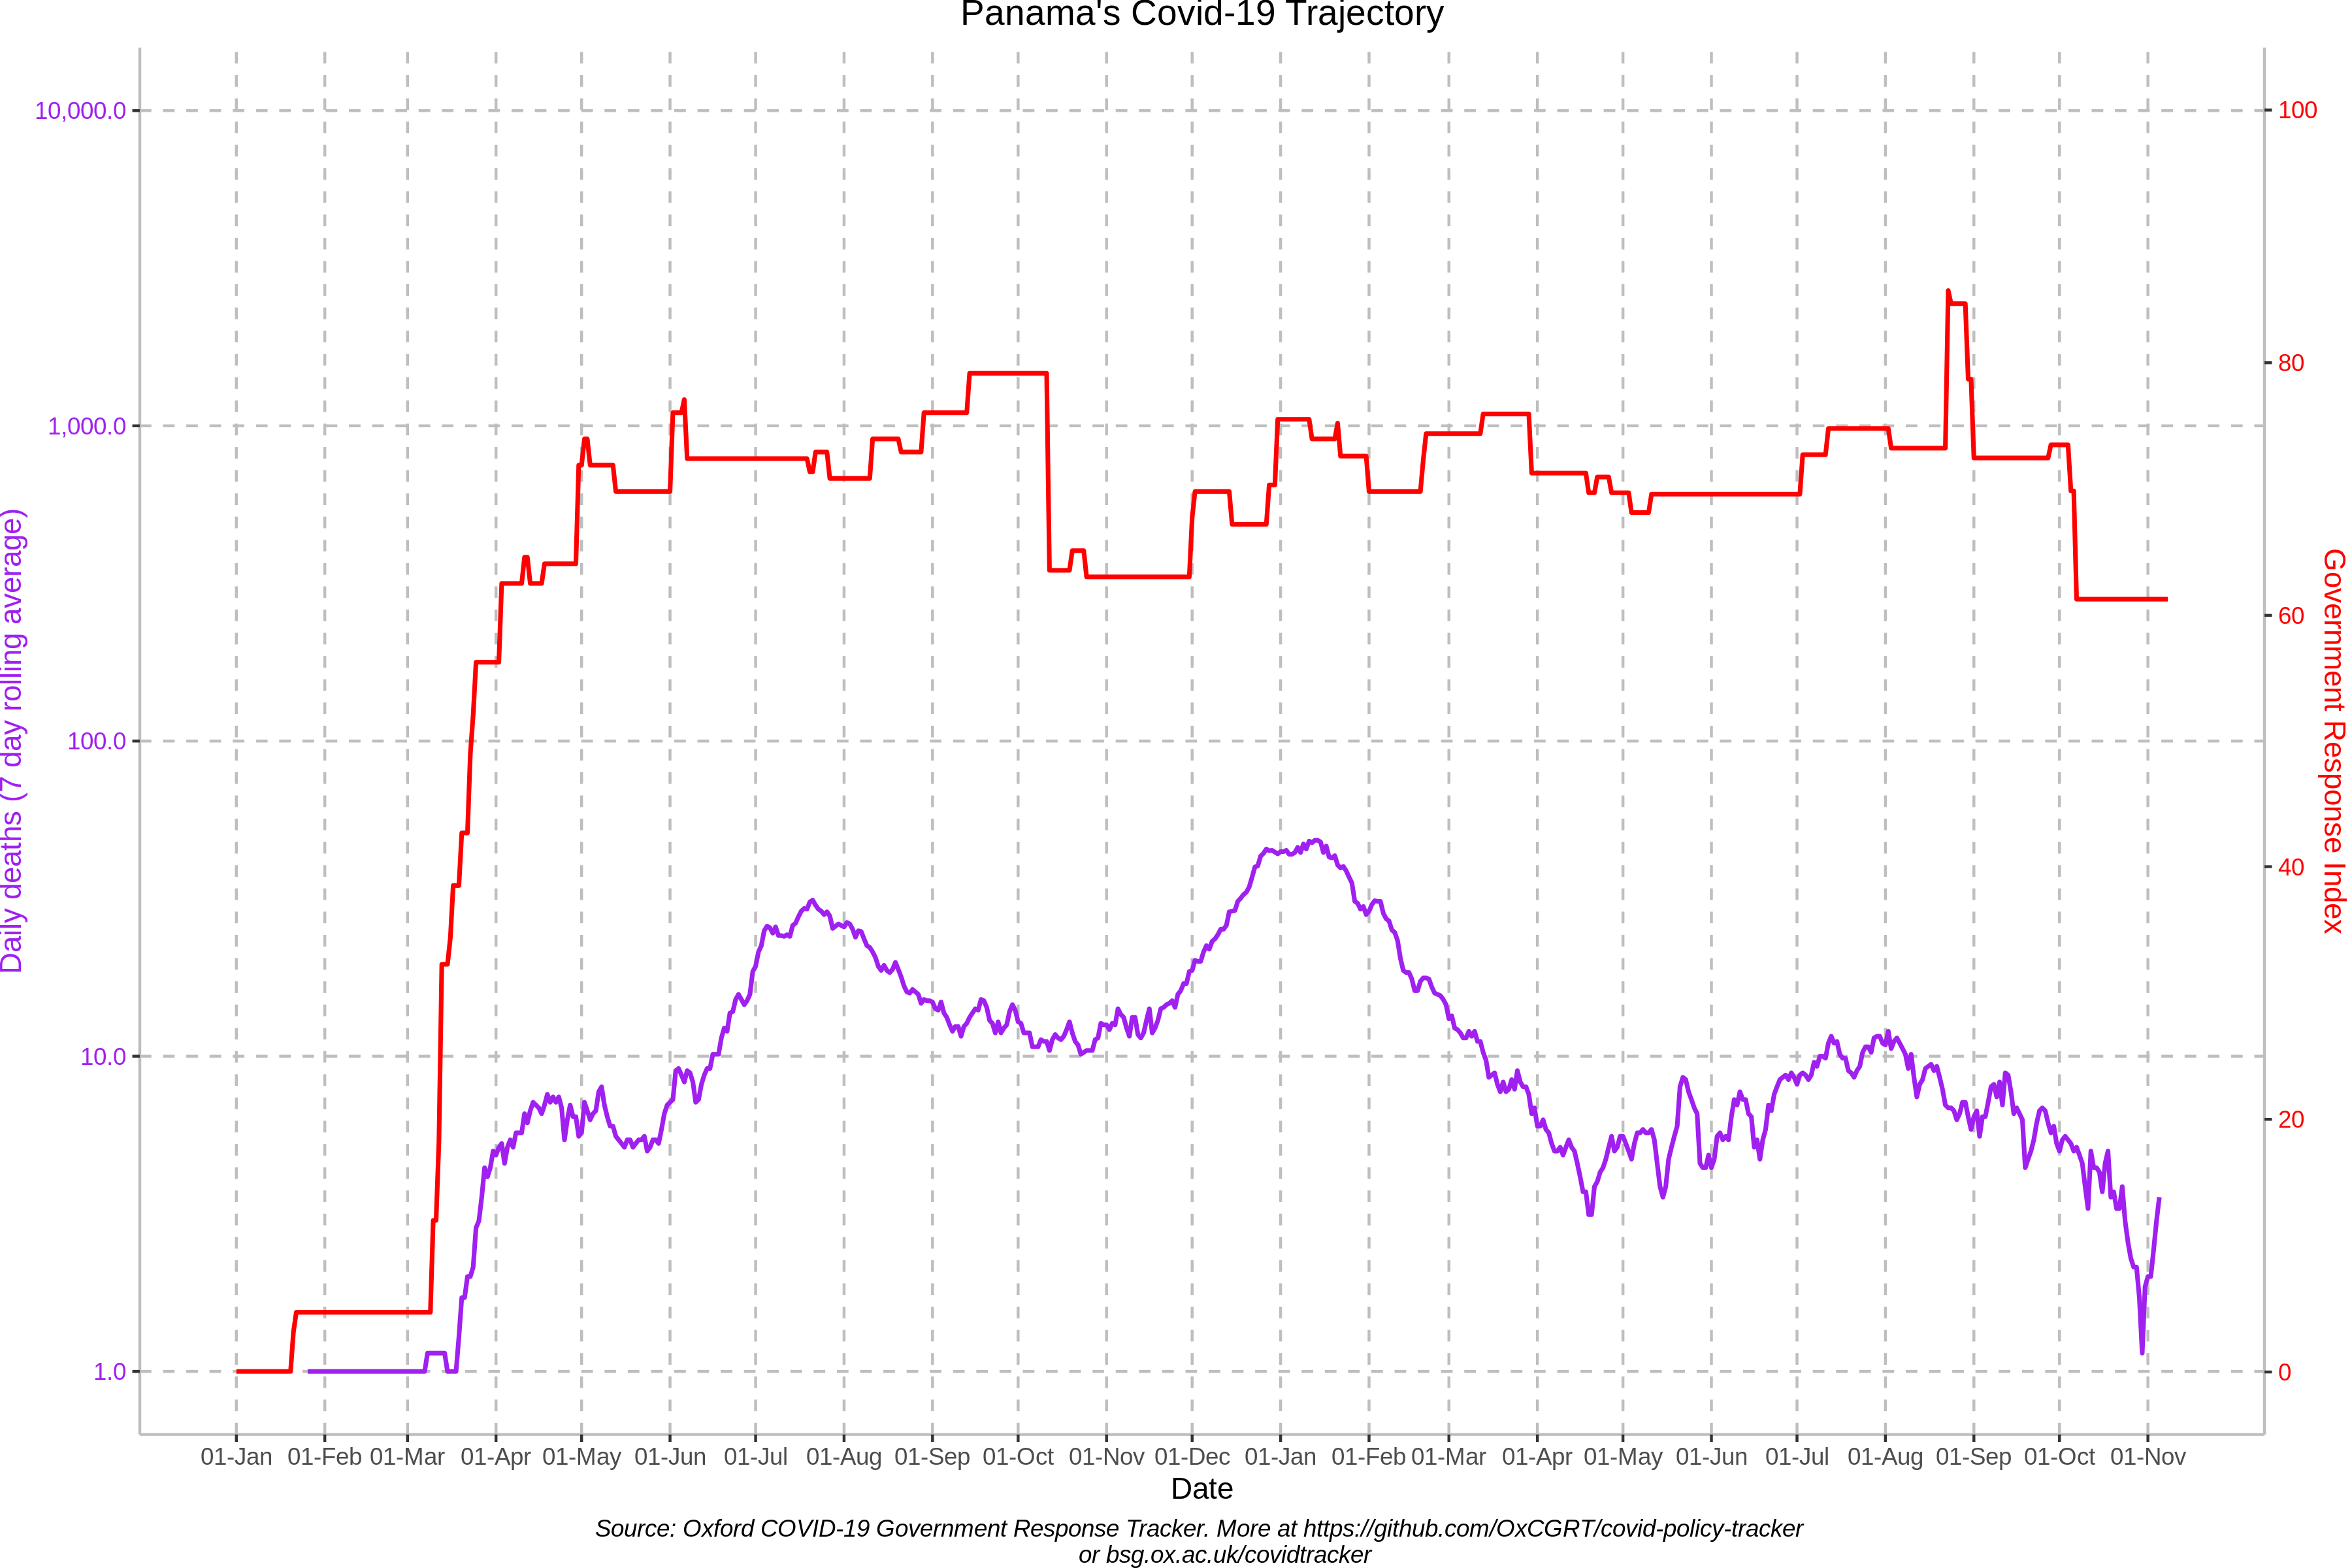 Panama's Covid-19 Trajectory
10,000.0
1,000.0
100.0
10.0
1.0
Daily deaths (7 day rolling average)
100
80
60
40
20
0
Government Response Index
01-Jan 01-Feb 01-Mar 01-Apr 01-May 01-Jun 01-Jul 01-Aug 01-Sep 01-Oct 01-Nov 01-Dec 01-Jan 01-Feb 01-Mar 01-Apr 01-May 01-Jun 01-Jul 01-Aug 01-Sep 01-Oct 01-Nov
Date
Source: Oxford COVID-19 Government Response Tracker. More at https://github.com/OxCGRT/covid-policy-tracker
or bsg.ox.ac.uk/covidtracker